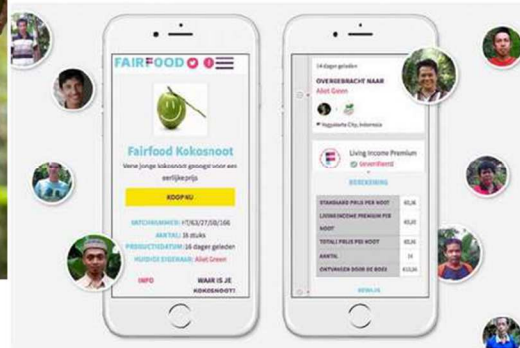 FAIRFOOD
Fairfood Kokosnoot
Verse jonge kokosnoot geoogst voor een
eerlijke prijs
KOOP NU
BATCHNUMMER:
AANTAL: 16 stuks
PRODUCTIEDATUM: 16 dagen geleden
HUIDIGE EIGENAAR: Aliet Green
INFO
WAAR IS JE
KOKOSNOOT?
14 dagen geleden
OVERGEBRACHT NAAR
Aliet Green
Yogyakarta City, Indonesia
Living Income Premium
Geverifieerd
BEREKENING
STANDAARD PRIJS PER NOOT
LIVING INCOME PREMIUM PER
NOOT
TOTALE PRIJS PER NOOT
AANTAL
ONTVANGEN DOOR DE BOER
BEWIJS